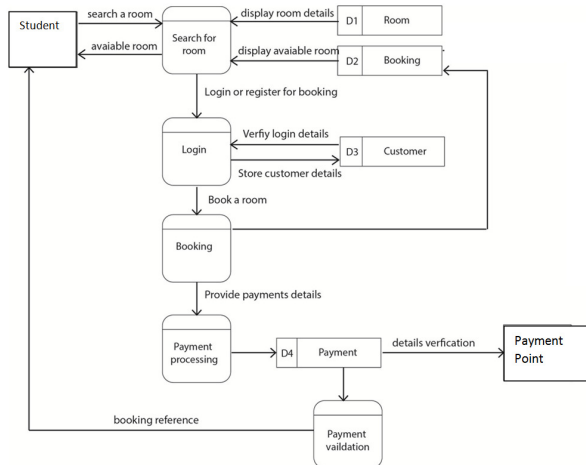 Student
search a room
avaiable room
Search for
room
display room details
D1 Room
display avaiable room
D2 Booking
Login or register for booking
Login
Verfiy login details
D3 Customer
Store customer details
Book a room
Booking
Provide payments details
Payment
processing
D4 Payment
details verfication
Payment
Point
booking reference
Payment
vaildation